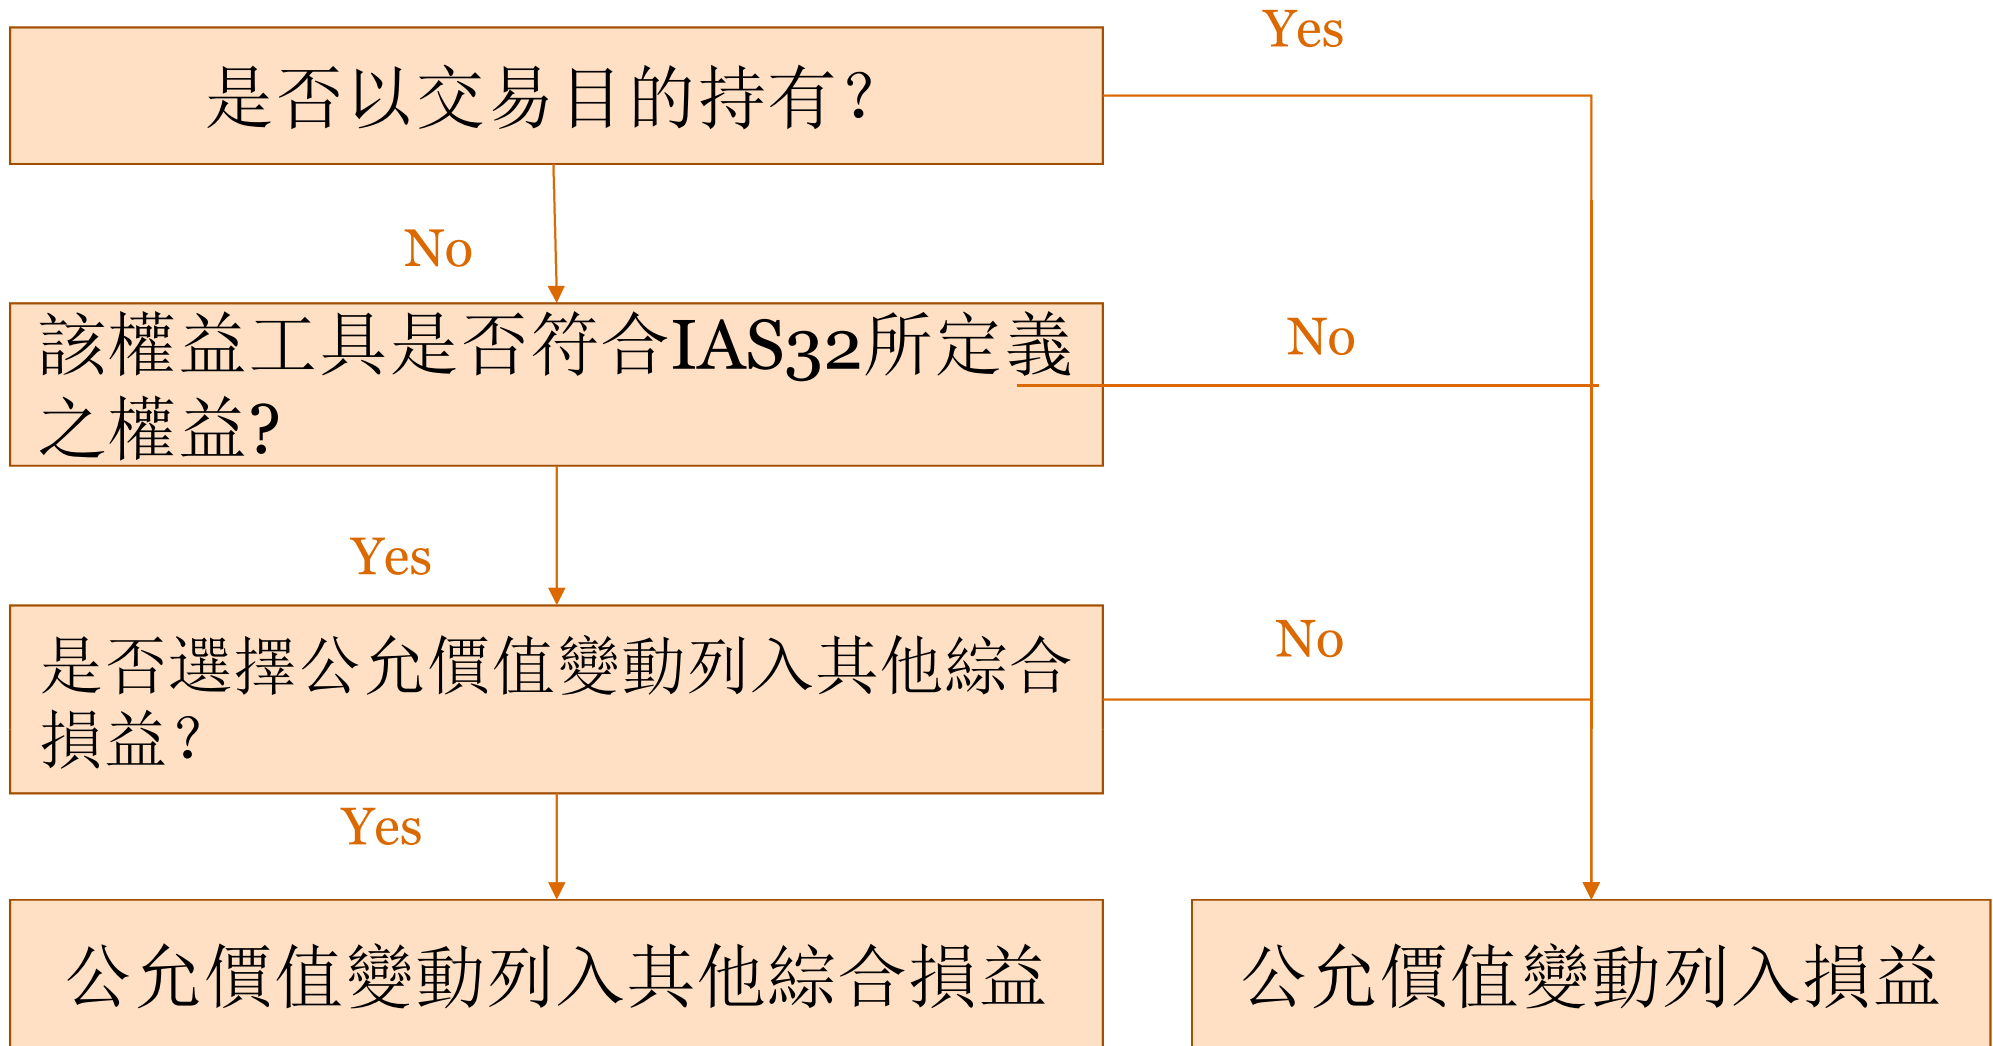 Yes
是否以交易目的持有？
No
該權益工具是否符合IAS32所定義
之權益?
No
Yes
是否選擇公允價值變動列入其他綜合
損益？
No
Yes
公允價值變動列入其他綜合損益
公允價值變動列入損益